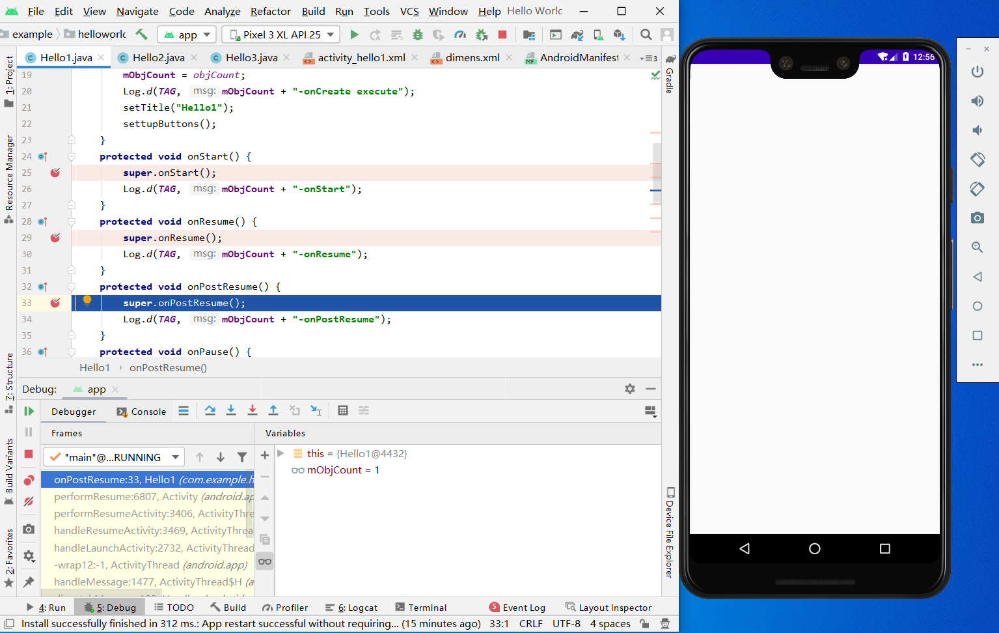 File Edit View Navigate Code Analyze Refactor Build Run Tools VCS Window Help Hello Worlc
example helloworlc app Pixel 3 XL API 25
Hello1.java Hello2.java Hello3.java activity_hello1.xml dimens.xml AndroidManifest 3
19 mObjCount = objCount;
20 Log.d(TAG, msg: mObjCount + "-onCreate execute");
21 setTitle("Hello1");
22 settupButtons();
23 }
24 protected void onStart() {
25 super.onStart();
26 Log.d(TAG, msg: mObjCount + "-onStart");
27 }
28 protected void onResume() {
29 super.onResume();
30 Log.d(TAG, msg: mObjCount + "-onResume");
31 }
32 protected void onPostResume() {
33 super.onPostResume();
34 Log.d(TAG, msg: mObjCount + "-onPostResume");
35 }
36 protected void onPause() {
Hello1 › onPostResume()
Debug: app
Debugger Console
Frames
Variables
"main"@...RUNNING
onPostResume:33, Hello1 (com.example.h
performResume:6807, Activity (android.ap
performResumeActivity:3406, ActivityThre
handleResumeActivity:3469, ActivityThrea
handleLaunchActivity:2732, ActivityThread
-wrap12:-1, ActivityThread (android.app)
handleMessage:1477, ActivityThread$H (a
this = {Hello1@4432}
mObjCount = 1
1: Project
Resource Manager
7: Structure
Build Variants
2: Favorites
Gradle
Device File Explorer
4: Run 5: Debug TODO Build Profiler 6: Logcat Terminal 5 Event Log Layout Inspector
Install successfully finished in 312 ms.: App restart successful without requiring... (15 minutes ago) 33:1 CRLF UTF-8 4 spaces
12:56